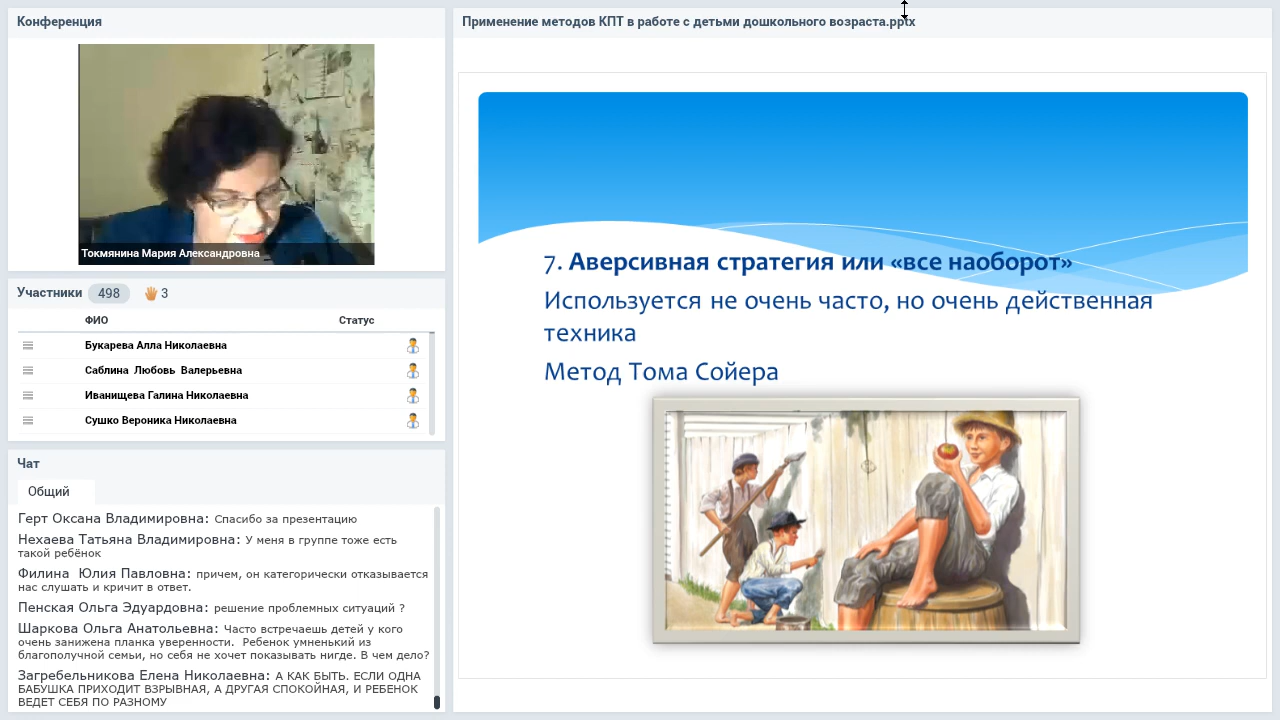 Конференция
Токмянина Мария Александровна
Участники 498 3
ФИО Статус
Букарева Алла Николаевна
Саблина Любовь Валерьевна
Иванищева Галина Николаевна
Сушко Вероника Николаевна
Чат
Общий
Герт Оксана Владимировна: Спасибо за презентацию
Нехаева Татьяна Владимировна: У меня в группе тоже есть
такой ребёнок
Филина Юлия Павловна: причем, он категорически отказывается
нас слушать и кричит в ответ.
Пенская Ольга Эдуардовна: решение проблемных ситуаций ?
Шаркова Ольга Анатольевна: Часто встречаешь детей у кого
очень занижена планка уверенности. Ребенок умненький из
благополучной семьи, но себя не хочет показывать нигде. В чем дело?
Загребельникова Елена Николаевна: А КАК БЫТЬ. ЕСЛИ ОДНА
БАБУШКА ПРИХОДИТ ВЗРЫВНАЯ, А ДРУГАЯ СПОКОЙНАЯ, И РЕБЕНОК
ВЕДЕТ СЕБЯ ПО РАЗНОМУ
Применение методов КПТ в работе с детьми дошкольного возраста.pptx
7. Аверсивная стратегия или «все наоборот»
Используется не очень часто, но очень действенная
техника
Метод Тома Сойера